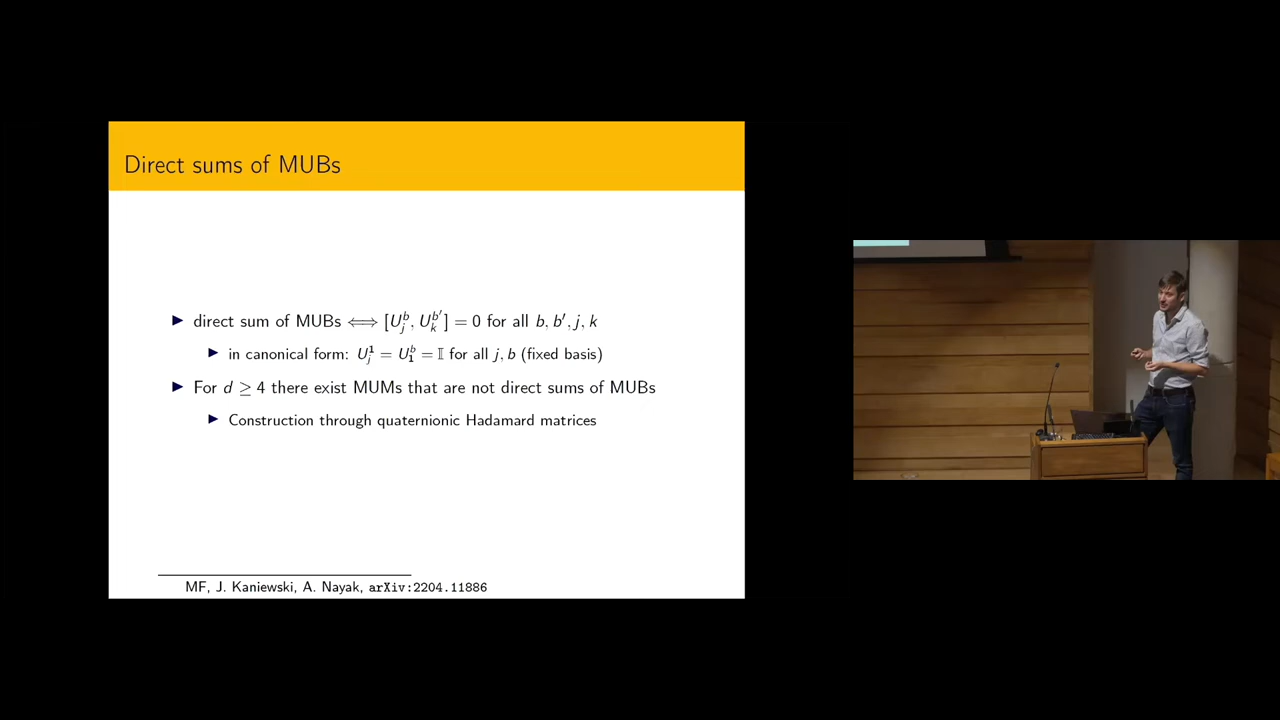 Direct sums of MUBs
▶ direct sum of MUBs ⟺ [U_j^b, U_k^{b′}] = 0 for all b, b′, j, k
▶ in canonical form: U_j^1 = U_1^b = 𝕀 for all j, b (fixed basis)
▶ For d ≥ 4 there exist MUMs that are not direct sums of MUBs
▶ Construction through quaternionic Hadamard matrices
MF, J. Kaniewski, A. Nayak, arXiv:2204.11886